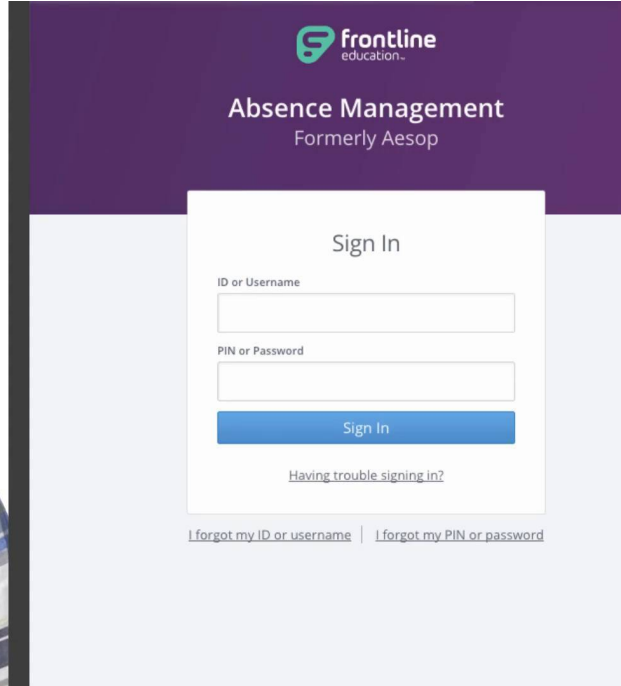 frontline
education™
Absence Management
Formerly Aesop
Sign In
ID or Username
PIN or Password
Sign In
Having trouble signing in?
I forgot my ID or username | I forgot my PIN or password